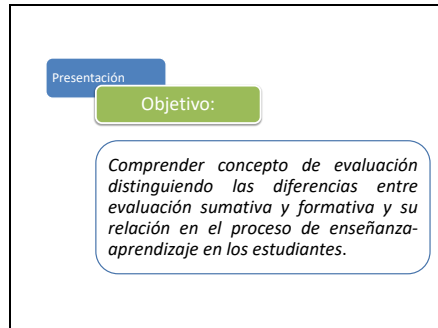 Presentación
Objetivo:
Comprender concepto de evaluación
distinguiendo las diferencias entre
evaluación sumativa y formativa y su
relación en el proceso de enseñanza-
aprendizaje en los estudiantes.